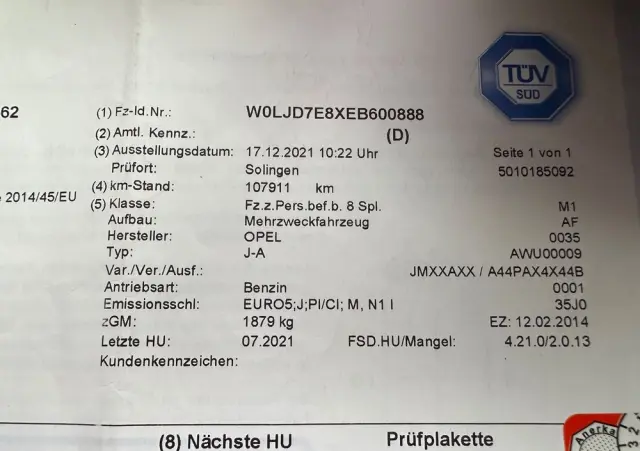 TÜV
SÜD
62 (1) Fz-Id.Nr.: W0LJD7E8XEB600888
(2) Amtl. Kennz.: (D)
(3) Ausstellungsdatum: 17.12.2021 10:22 Uhr Seite 1 von 1
Prüfort: Solingen 5010185092
2014/45/EU (4) km-Stand: 107911 km
(5) Klasse: Fz.z.Pers.bef.b. 8 Spl. M1
Aufbau: Mehrzweckfahrzeug AF
Hersteller: OPEL 0035
Typ: J-A AWU00009
Var./Ver./Ausf.: JMXXAXX / A44PAX4X44B
Antriebsart: Benzin 0001
Emissionsschl: EURO5;J;PI/CI; M, N1 I 35J0
zGM: 1879 kg EZ: 12.02.2014
Letzte HU: 07.2021 FSD.HU/Mangel: 4.21.0/2.0.13
Kundenkennzeichen:
(8) Nächste HU Prüfplakette
Anerka